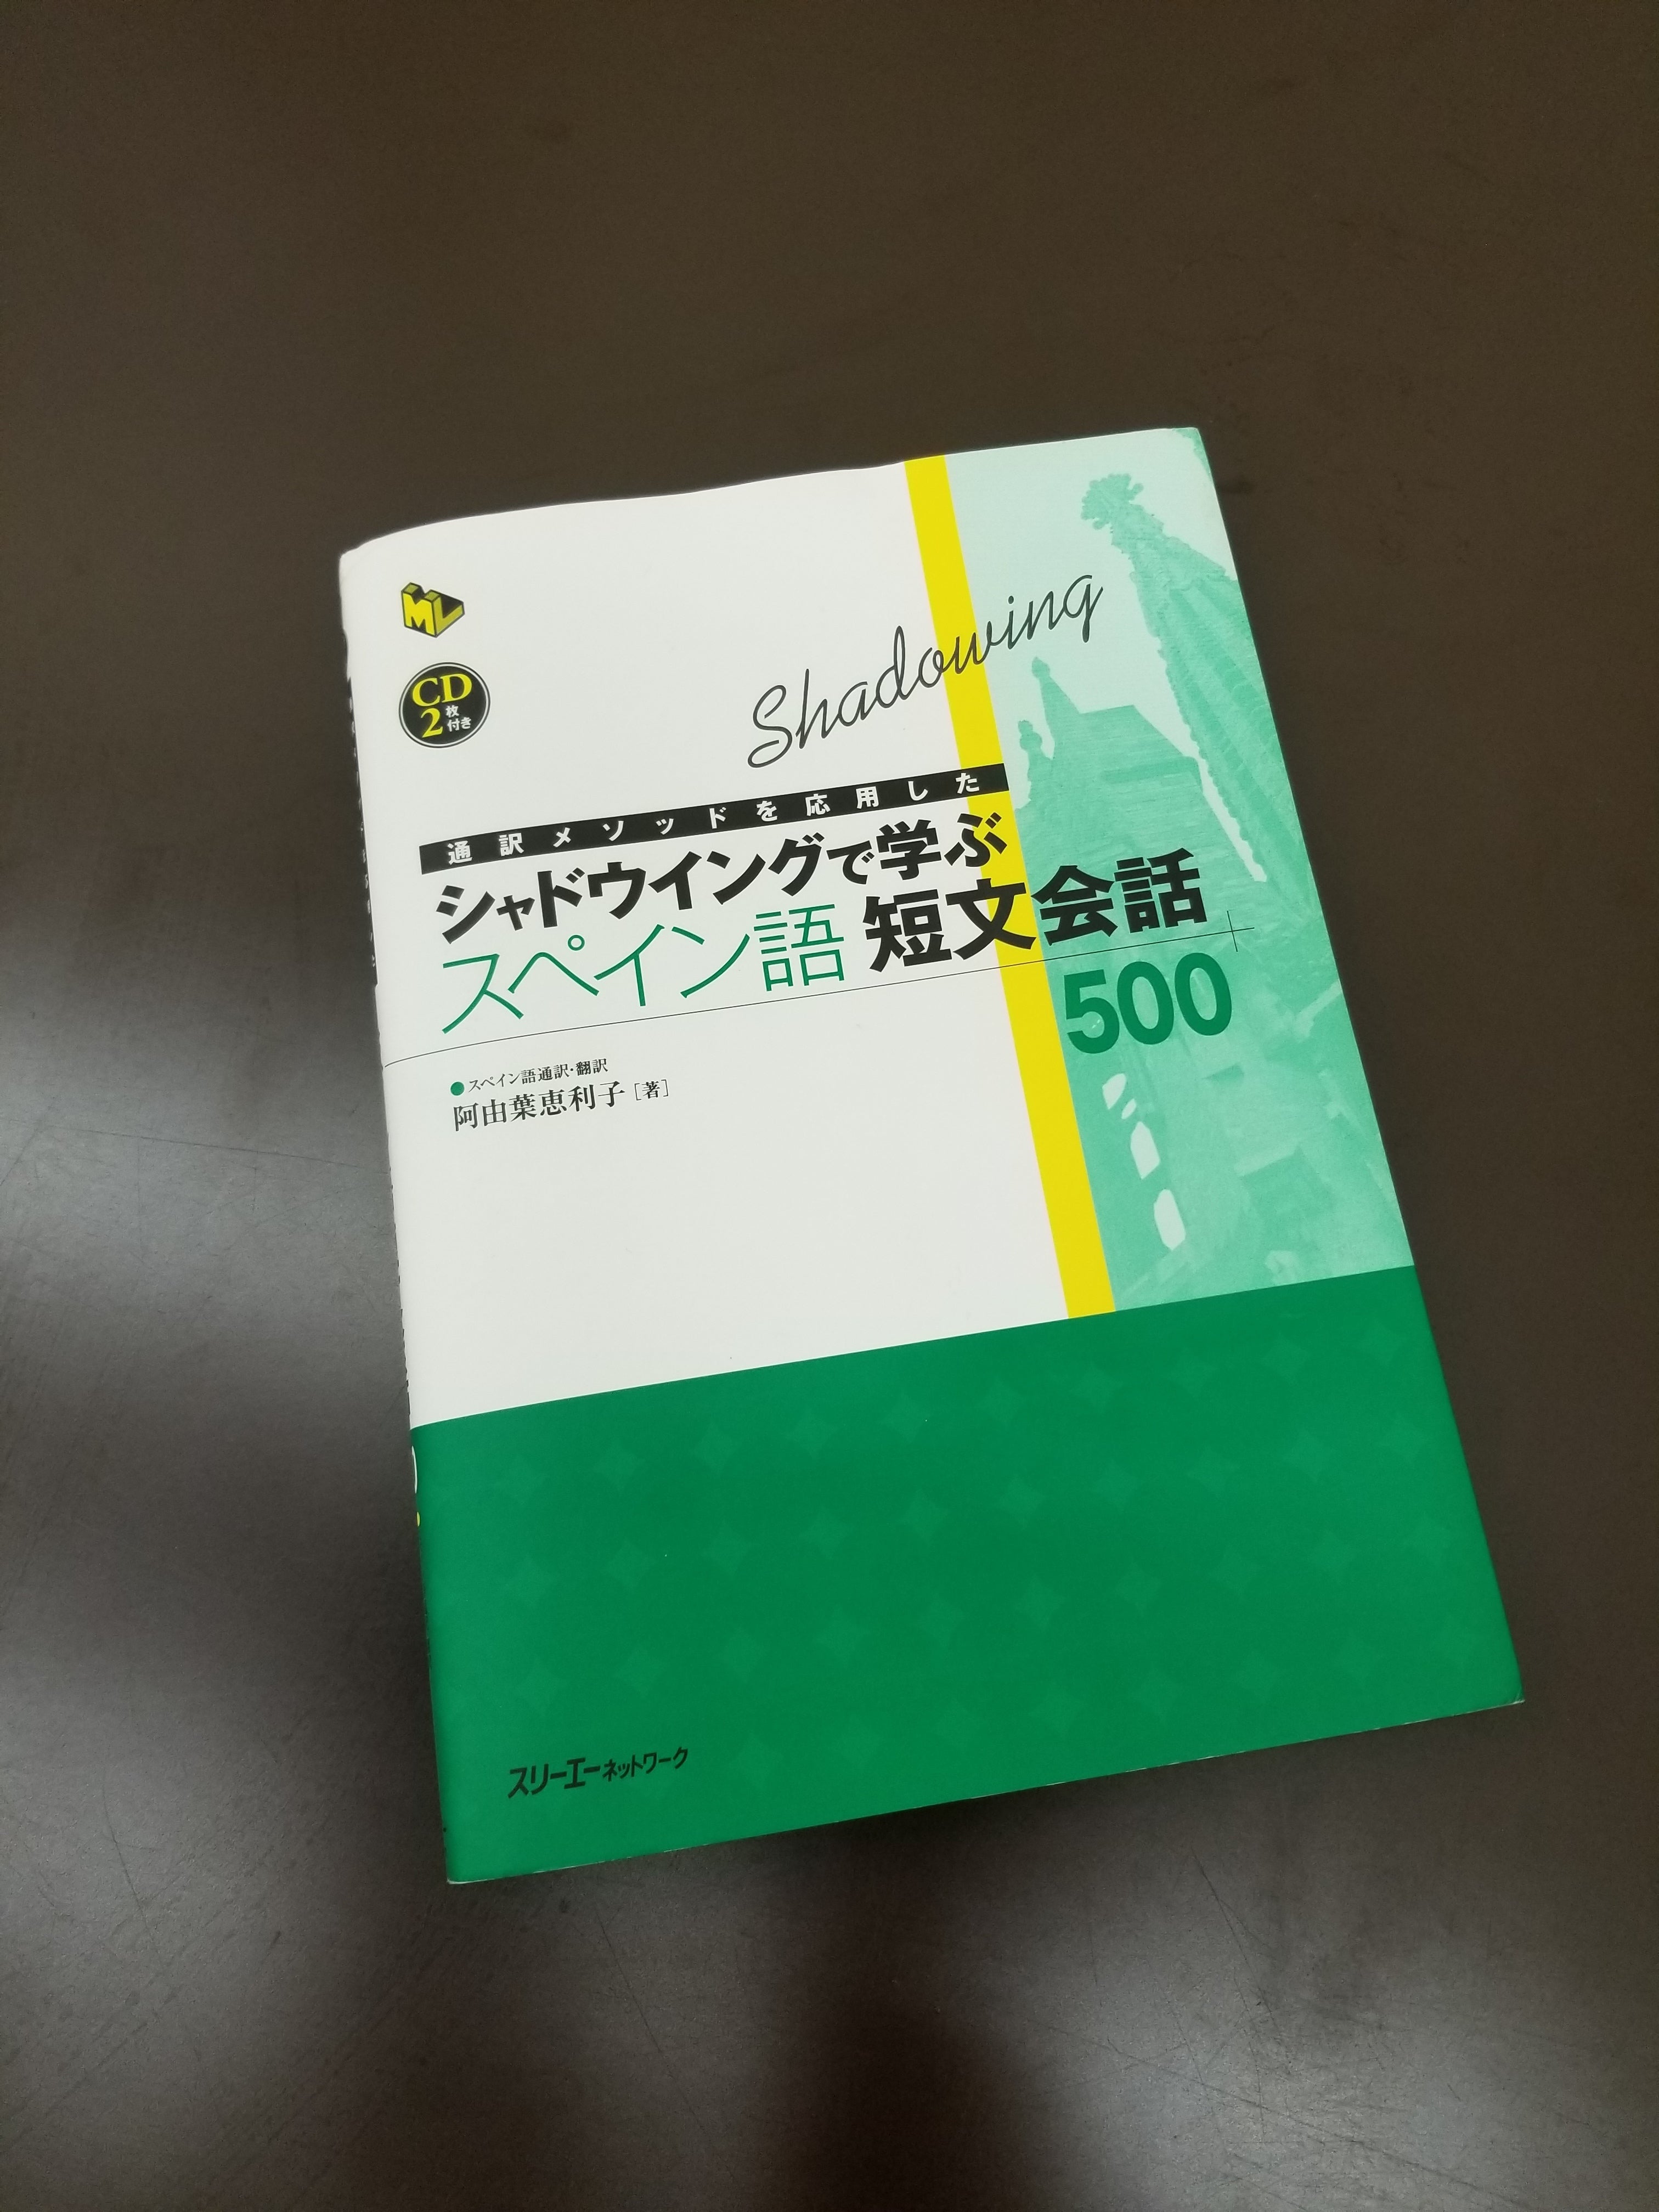 ML
CD
2枚付き
Shadowing
通訳メソッドを応用した
シャドウイングで学ぶ
スペイン語 短文会話
500
●スペイン語通訳・翻訳
阿由葉恵利子[著]
スリーエーネットワーク